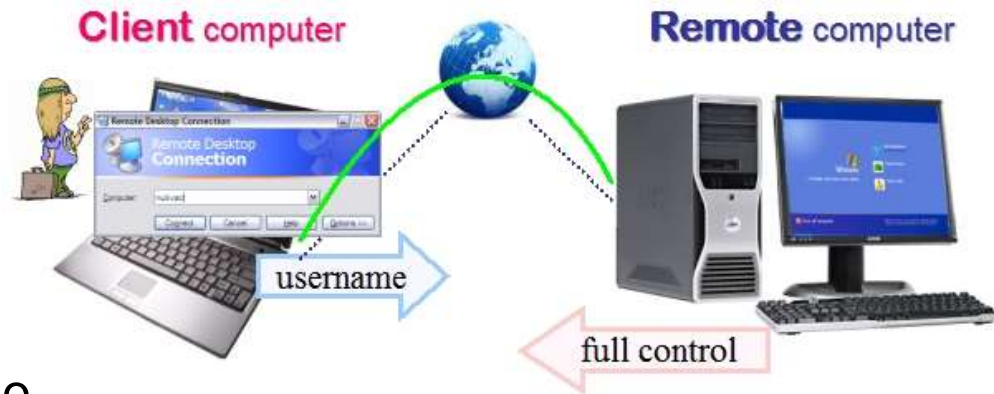 Client computer
Remote computer
Remote Desktop Connection
Remote Desktop
Connection
Computer:
Connect Cancel Help Options >>
username
full control